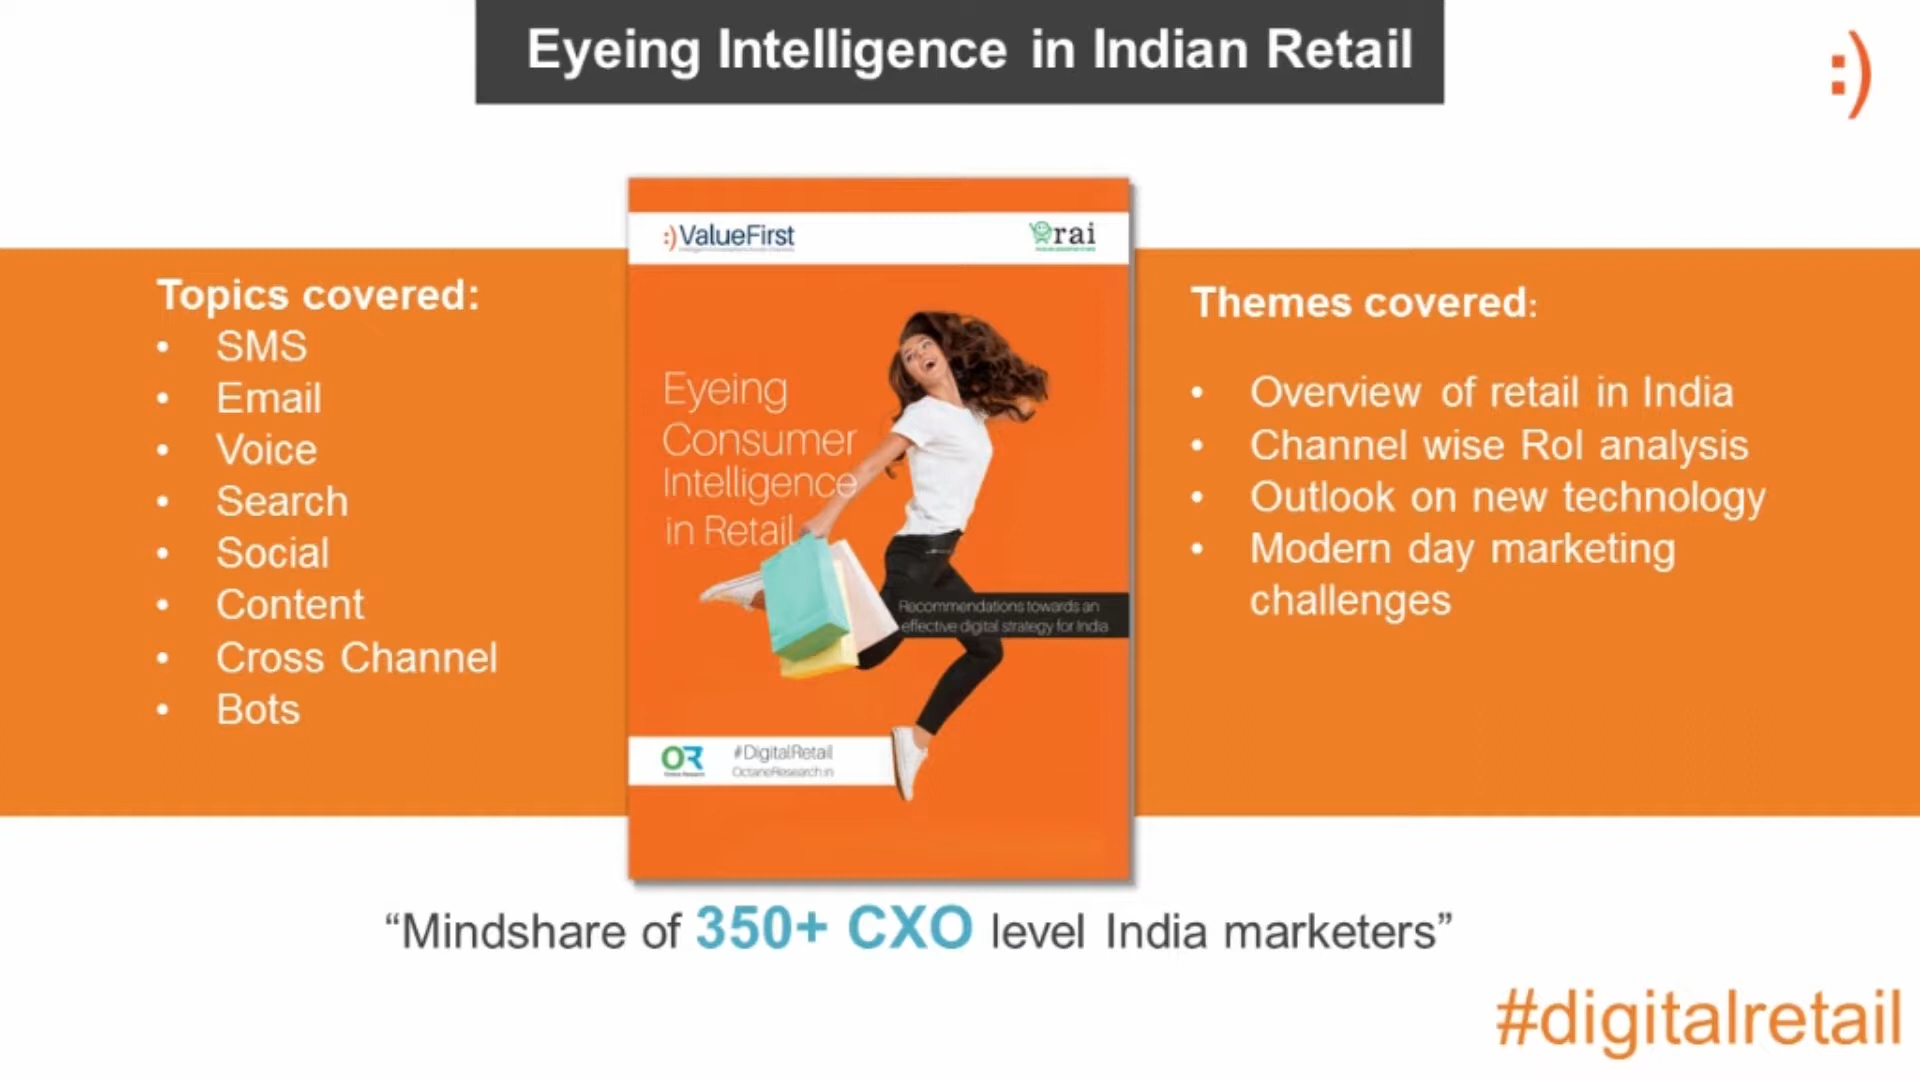 Eyeing Intelligence in Indian Retail
:)
Topics covered:
• SMS
• Email
• Voice
• Search
• Social
• Content
• Cross Channel
• Bots
:)ValueFirst
rai
Eyeing
Consumer
Intelligence
in Retail
Recommendations towards an
effective digital strategy for India
OR
#DigitalRetail
OctaneResearch.in
Themes covered:
• Overview of retail in India
• Channel wise RoI analysis
• Outlook on new technology
• Modern day marketing
challenges
“Mindshare of 350+ CXO level India marketers”
#digitalretail